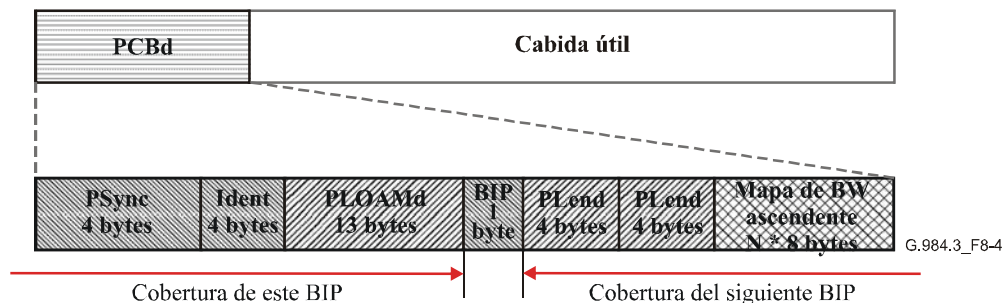 PCBd
Cabida útil
PSync
4 bytes
Ident
4 bytes
PLOAMd
13 bytes
BIP
1
byte
PLend
4 bytes
PLend
4 bytes
Mapa de BW
ascendente
N * 8 bytes
G.984.3_F8-4
Cobertura de este BIP
Cobertura del siguiente BIP